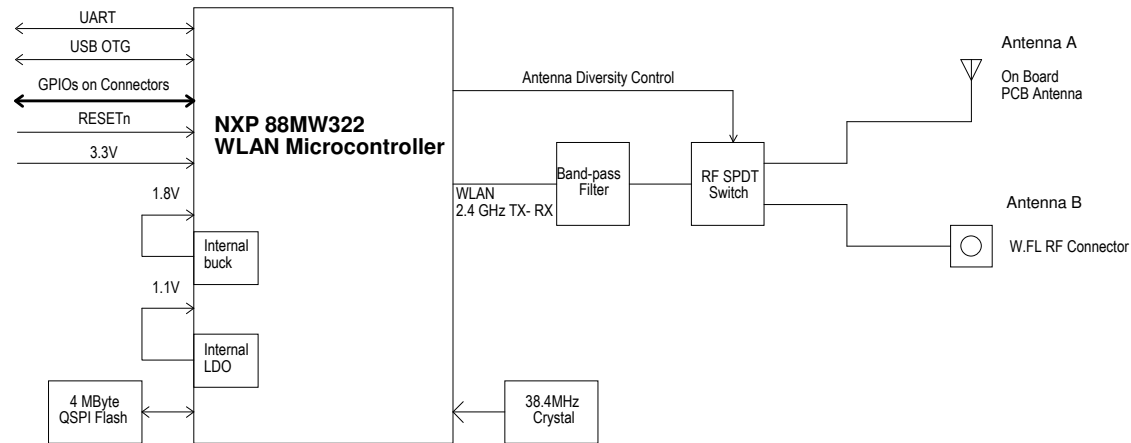 UART
USB OTG
GPIOs on Connectors
RESETn
3.3V
1.8V
Internal
buck
1.1V
Internal
LDO
4 MByte
QSPI Flash
NXP 88MW322
WLAN Microcontroller
38.4MHz
Crystal
Antenna Diversity Control
WLAN
2.4 GHz TX- RX
Band-pass
Filter
RF SPDT
Switch
Antenna A
On Board
PCB Antenna
Antenna B
W.FL RF Connector